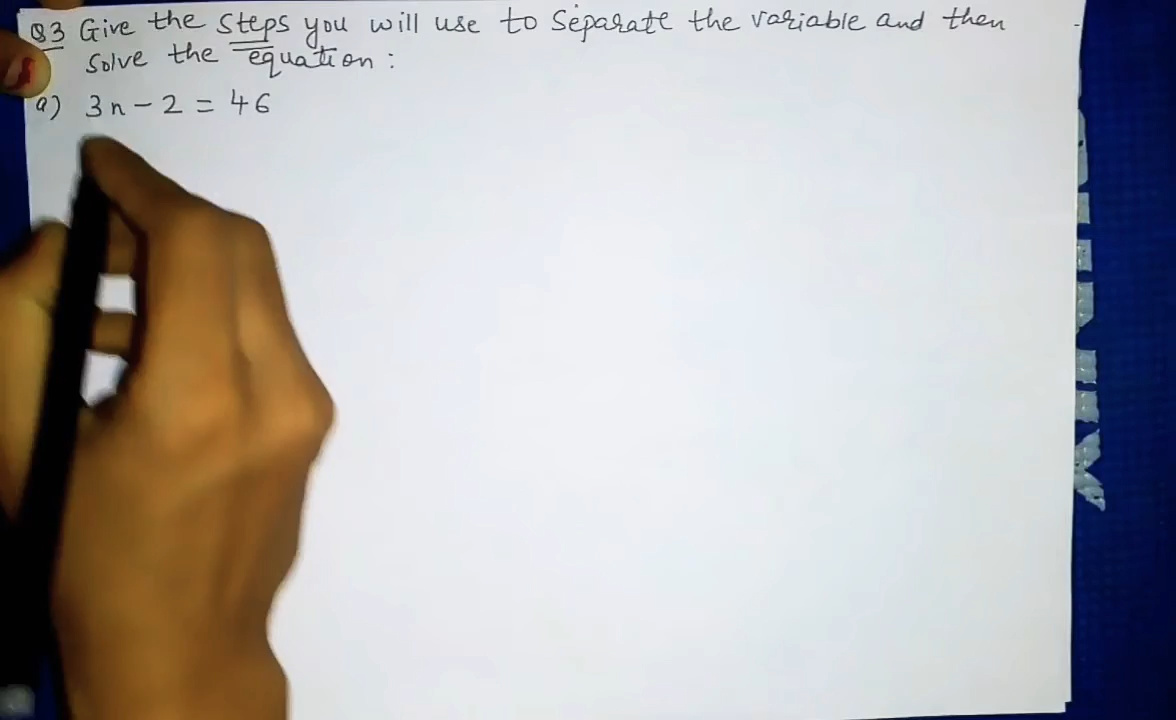 Q3 Give the steps you will use to separate the variable and then
solve the equation :
a) 3n - 2 = 46